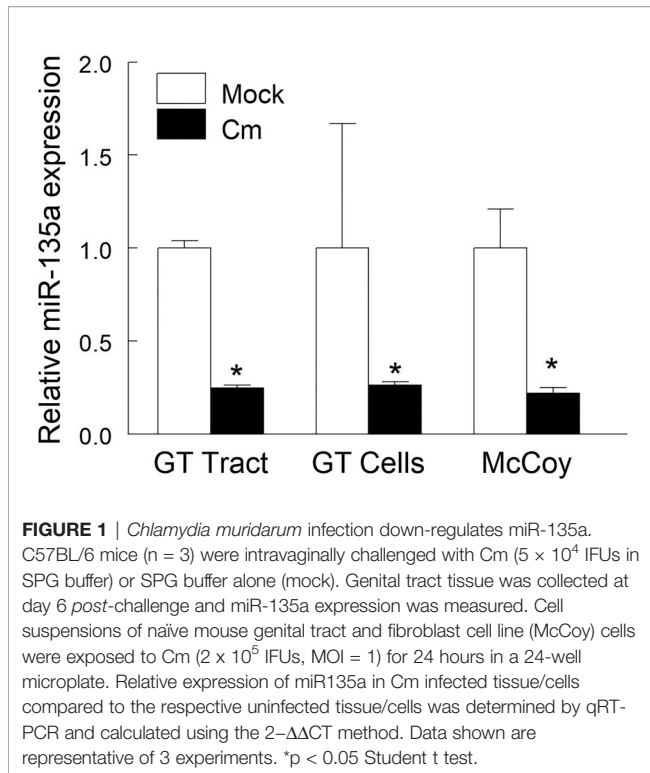 Relative miR-135a expression
2.0
1.5
1.0
0.5
0.0
Mock
Cm
*
*
*
GT Tract
GT Cells
McCoy
FIGURE 1 | Chlamydia muridarum infection down-regulates miR-135a.
C57BL/6 mice (n = 3) were intravaginally challenged with Cm (5 × 10⁴ IFUs in
SPG buffer) or SPG buffer alone (mock). Genital tract tissue was collected at
day 6 post-challenge and miR-135a expression was measured. Cell
suspensions of naïve mouse genital tract and fibroblast cell line (McCoy) cells
were exposed to Cm (2 x 10⁵ IFUs, MOI = 1) for 24 hours in a 24-well
microplate. Relative expression of miR135a in Cm infected tissue/cells
compared to the respective uninfected tissue/cells was determined by qRT-
PCR and calculated using the 2−ΔΔCT method. Data shown are
representative of 3 experiments. *p < 0.05 Student t test.